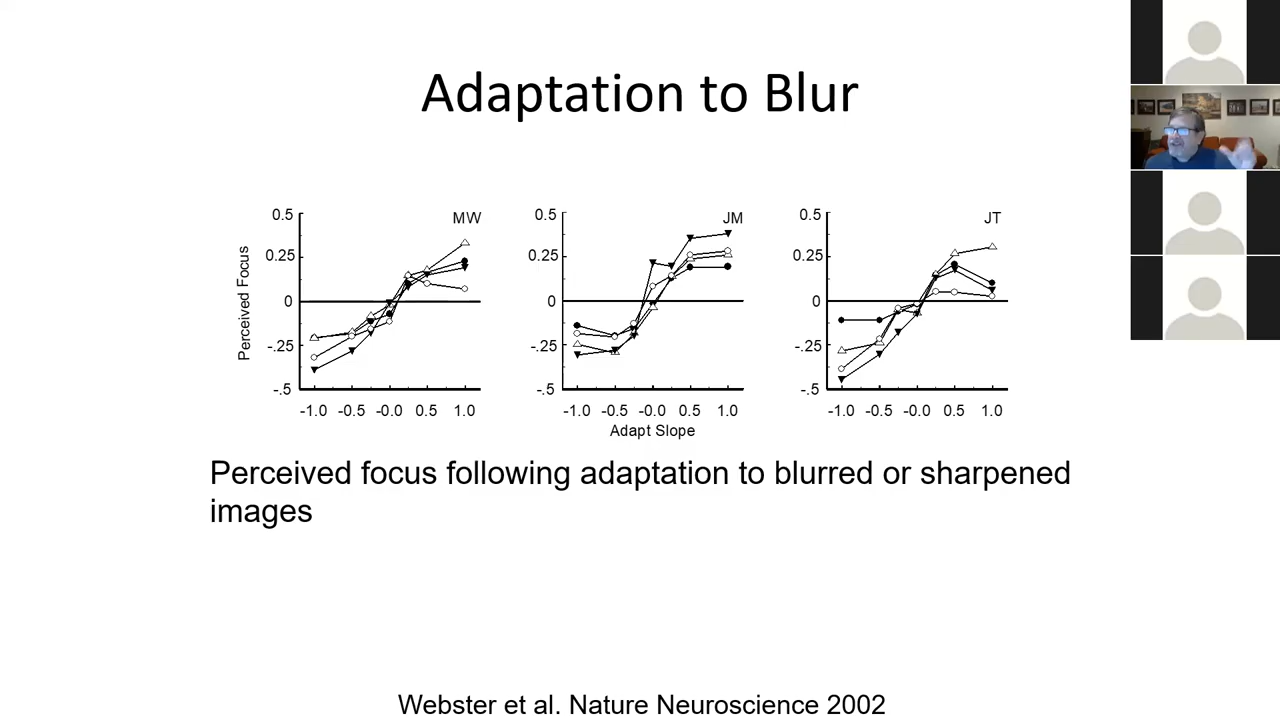 Adaptation to Blur
MW
JM
JT
Perceived Focus
0.5
0.25
0
-.25
-.5
-1.0 -0.5 -0.0 0.5 1.0
0.5
0.25
0
-.25
-.5
-1.0 -0.5 -0.0 0.5 1.0
0.5
0.25
0
-.25
-.5
-1.0 -0.5 -0.0 0.5 1.0
Adapt Slope
Perceived focus following adaptation to blurred or sharpened
images
Webster et al. Nature Neuroscience 2002